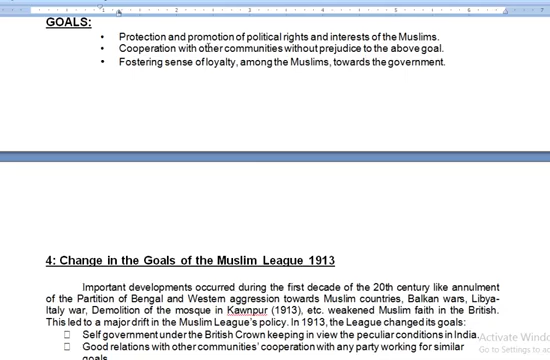 GOALS:
• Protection and promotion of political rights and interests of the Muslims.
• Cooperation with other communities without prejudice to the above goal.
• Fostering sense of loyalty, among the Muslims, towards the government.
4: Change in the Goals of the Muslim League 1913
Important developments occurred during the first decade of the 20th century like annulment
of the Partition of Bengal and Western aggression towards Muslim countries, Balkan wars, Libya-
Italy war, Demolition of the mosque in Kawnpur (1913), etc. weakened Muslim faith in the British.
This led to a major drift in the Muslim League's policy. In 1913, the League changed its goals:
□ Self government under the British Crown keeping in view the peculiar conditions in India.
□ Good relations with other communities' cooperation with any party working for similar
goals
Activate Window
Go to Settings to a